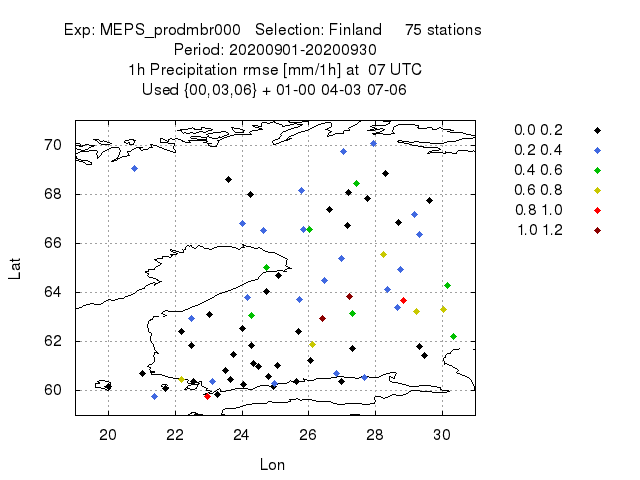 Exp: MEPS_prodmbr000 Selection: Finland 75 stations
Period: 20200901-20200930
1h Precipitation rmse [mm/1h] at 07 UTC
Used {00,03,06} + 01-00 04-03 07-06
0.0 0.2
0.2 0.4
0.4 0.6
0.6 0.8
0.8 1.0
1.0 1.2
70
68
66
64
62
60
Lat
20 22 24 26 28 30
Lon